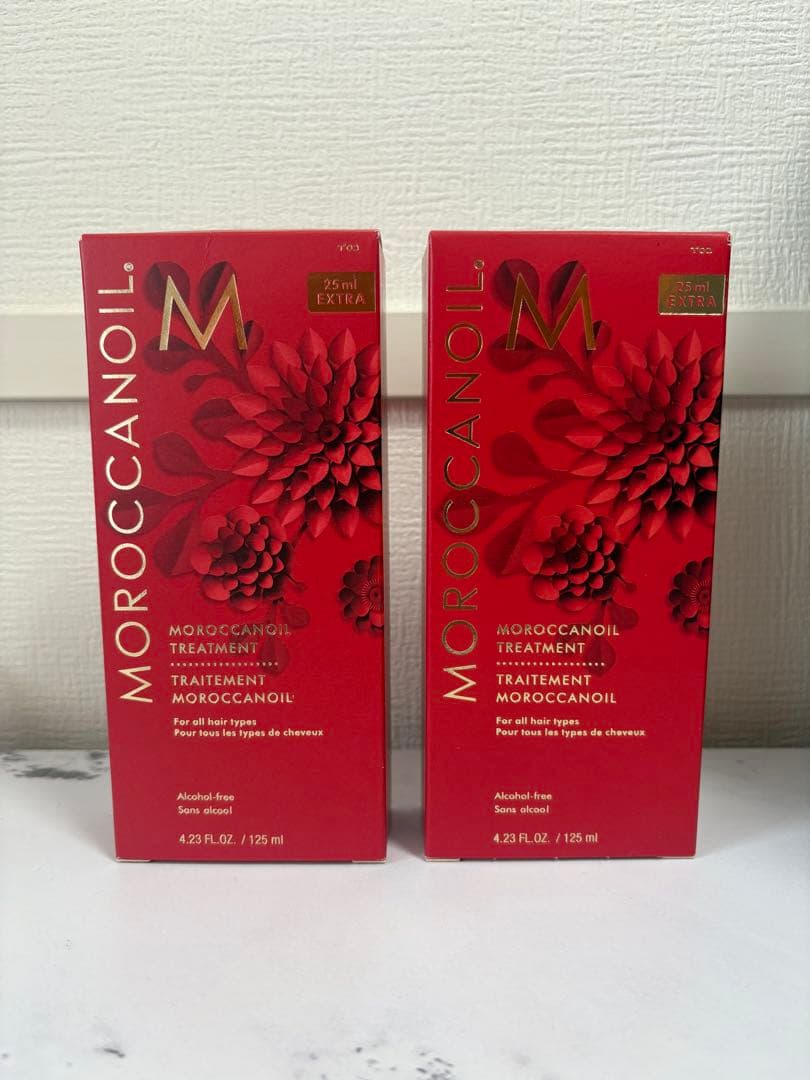 MOROCCANOIL®
M
25 ml
EXTRA
MOROCCANOIL
TREATMENT
TRAITEMENT
MOROCCANOIL
For all hair types
Pour tous les types de cheveux
Alcohol-free
Sans alcool
4.23 FL.OZ. / 125 ml
MOROCCANOIL®
M
25 ml
EXTRA
MOROCCANOIL
TREATMENT
TRAITEMENT
MOROCCANOIL
For all hair types
Pour tous les types de cheveux
Alcohol-free
Sans alcool
4.23 FL.OZ. / 125 ml